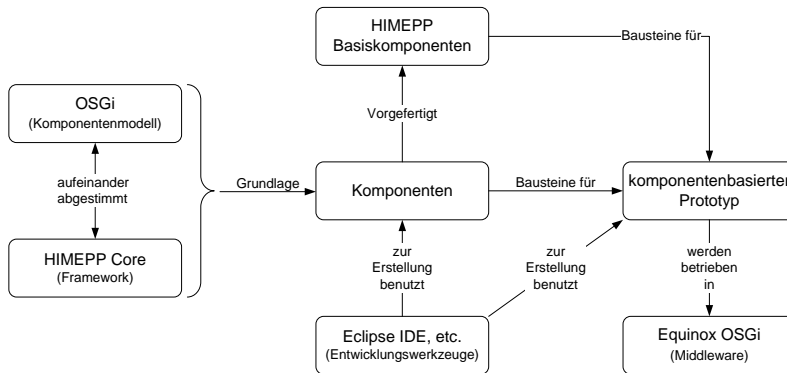 HIMEPP
Basiskomponenten
Bausteine für
OSGi
(Komponentenmodell)
Vorgefertigt
aufeinander
abgestimmt
Grundlage
Komponenten
Bausteine für
komponentenbasierter
Prototyp
HIMEPP Core
(Framework)
zur
Erstellung
benutzt
zur
Erstellung
benutzt
werden
betrieben
in
Eclipse IDE, etc.
(Entwicklungswerkzeuge)
Equinox OSGi
(Middleware)